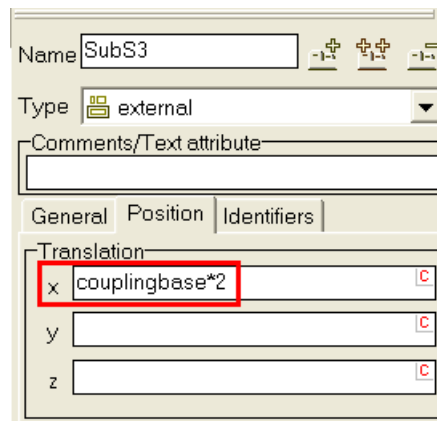 Name SubS3
Type external
Comments/Text attribute
General Position Identifiers
Translation
x couplingbase*2 C
y C
z C